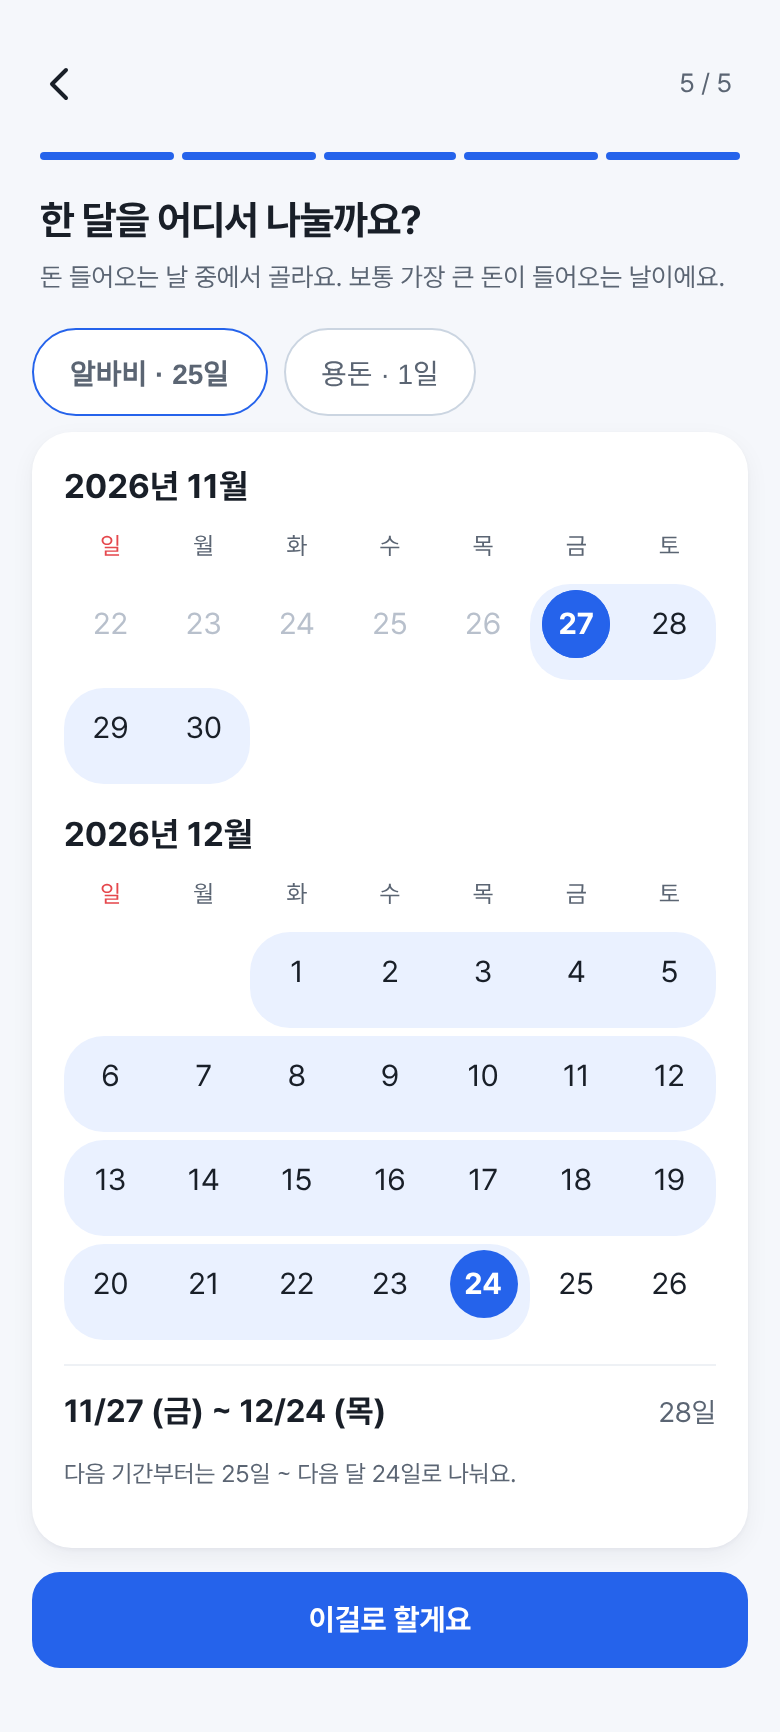 5 / 5
한 달을 어디서 나눌까요?
돈 들어오는 날 중에서 골라요. 보통 가장 큰 돈이 들어오는 날이에요.
알바비 · 25일 용돈 · 1일
2026년 11월
일 월 화 수 목 금 토
22 23 24 25 26 27 28
29 30
2026년 12월
일 월 화 수 목 금 토
1 2 3 4 5
6 7 8 9 10 11 12
13 14 15 16 17 18 19
20 21 22 23 24 25 26
11/27 (금) ~ 12/24 (목) 28일
다음 기간부터는 25일 ~ 다음 달 24일로 나눠요.
이걸로 할게요